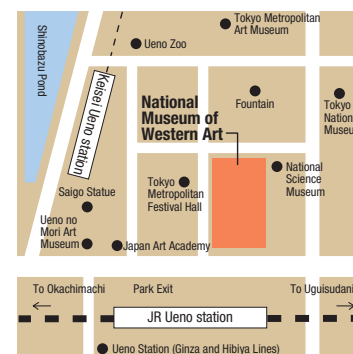 Tokyo Metropolitan
Art Museum
Ueno Zoo
Shinobazu Pond
Keisei Ueno station
National
Museum of
Western Art
Fountain
Tokyo
Nation
Museu
Saigo Statue
Tokyo
Metropolitan
Festival Hall
National
Science
Museum
Ueno no
Mori Art
Museum
Japan Art Academy
To Okachimachi
Park Exit
To Uguisudani
JR Ueno station
Ueno Station (Ginza and Hibiya Lines)